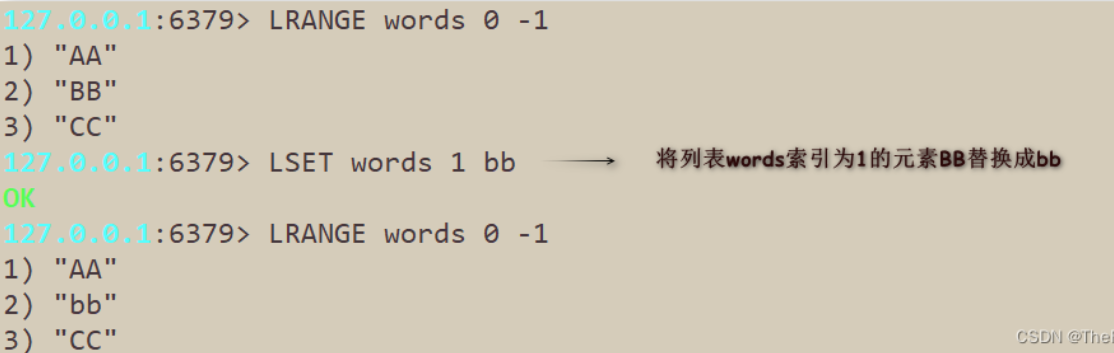 127.0.0.1:6379> LRANGE words 0 -1
1) "AA"
2) "BB"
3) "CC"
127.0.0.1:6379> LSET words 1 bb 将列表words索引为1的元素BB替换成bb
OK
127.0.0.1:6379> LRANGE words 0 -1
1) "AA"
2) "bb"
3) "CC"
CSDN @The